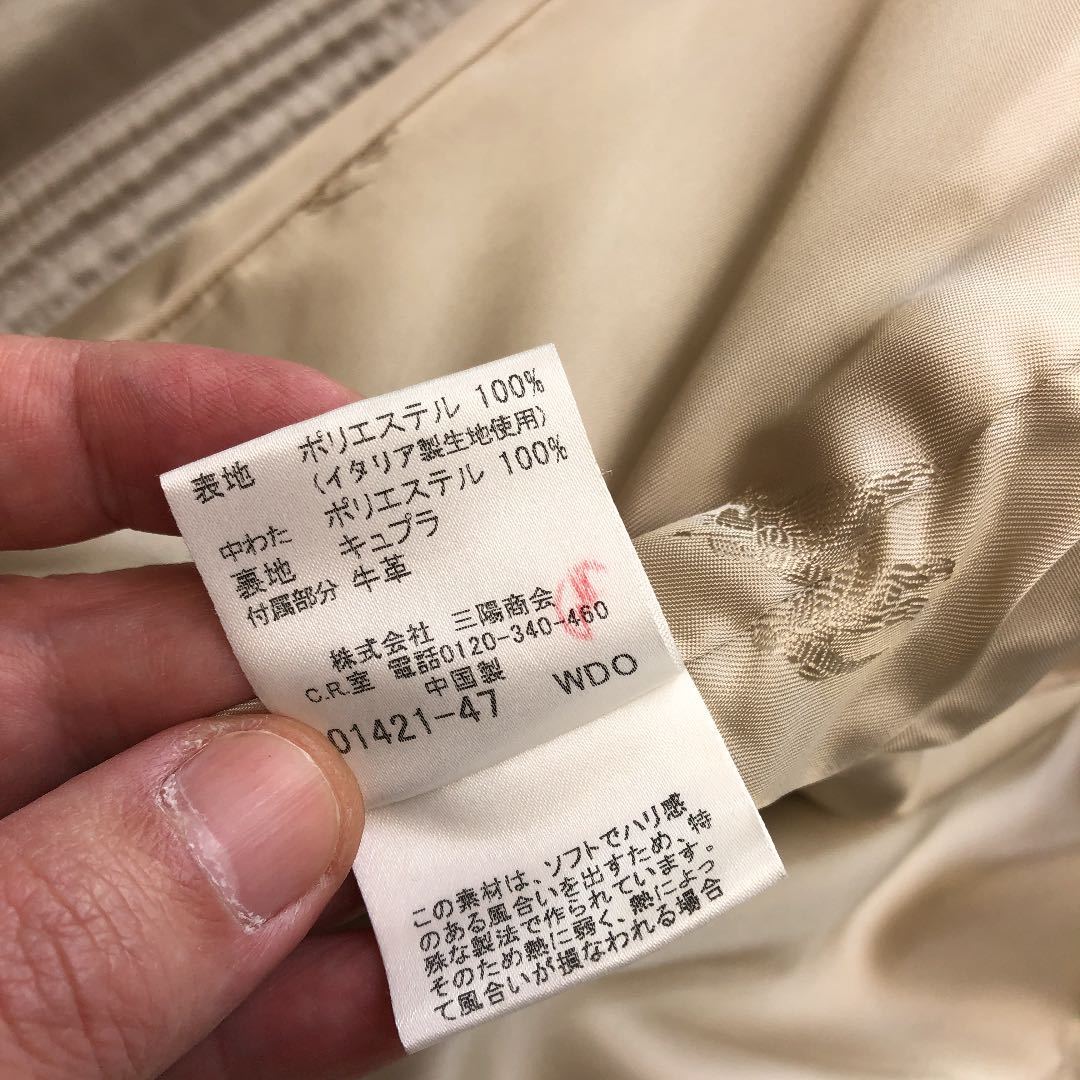 表地 ポリエステル 100%
(イタリア製生地使用)
中わた ポリエステル 100%
裏地 キュプラ
付属部分 牛革
株式会社 三陽商会
C.R.室 電話0120-340-460
中国製
01421-47 WDO
この素材は、ソフトでハリ感
のある風合いを出すため、特
殊な製法で作られています。
そのため熱に弱く、熱によっ
て風合いが損なわれる場合